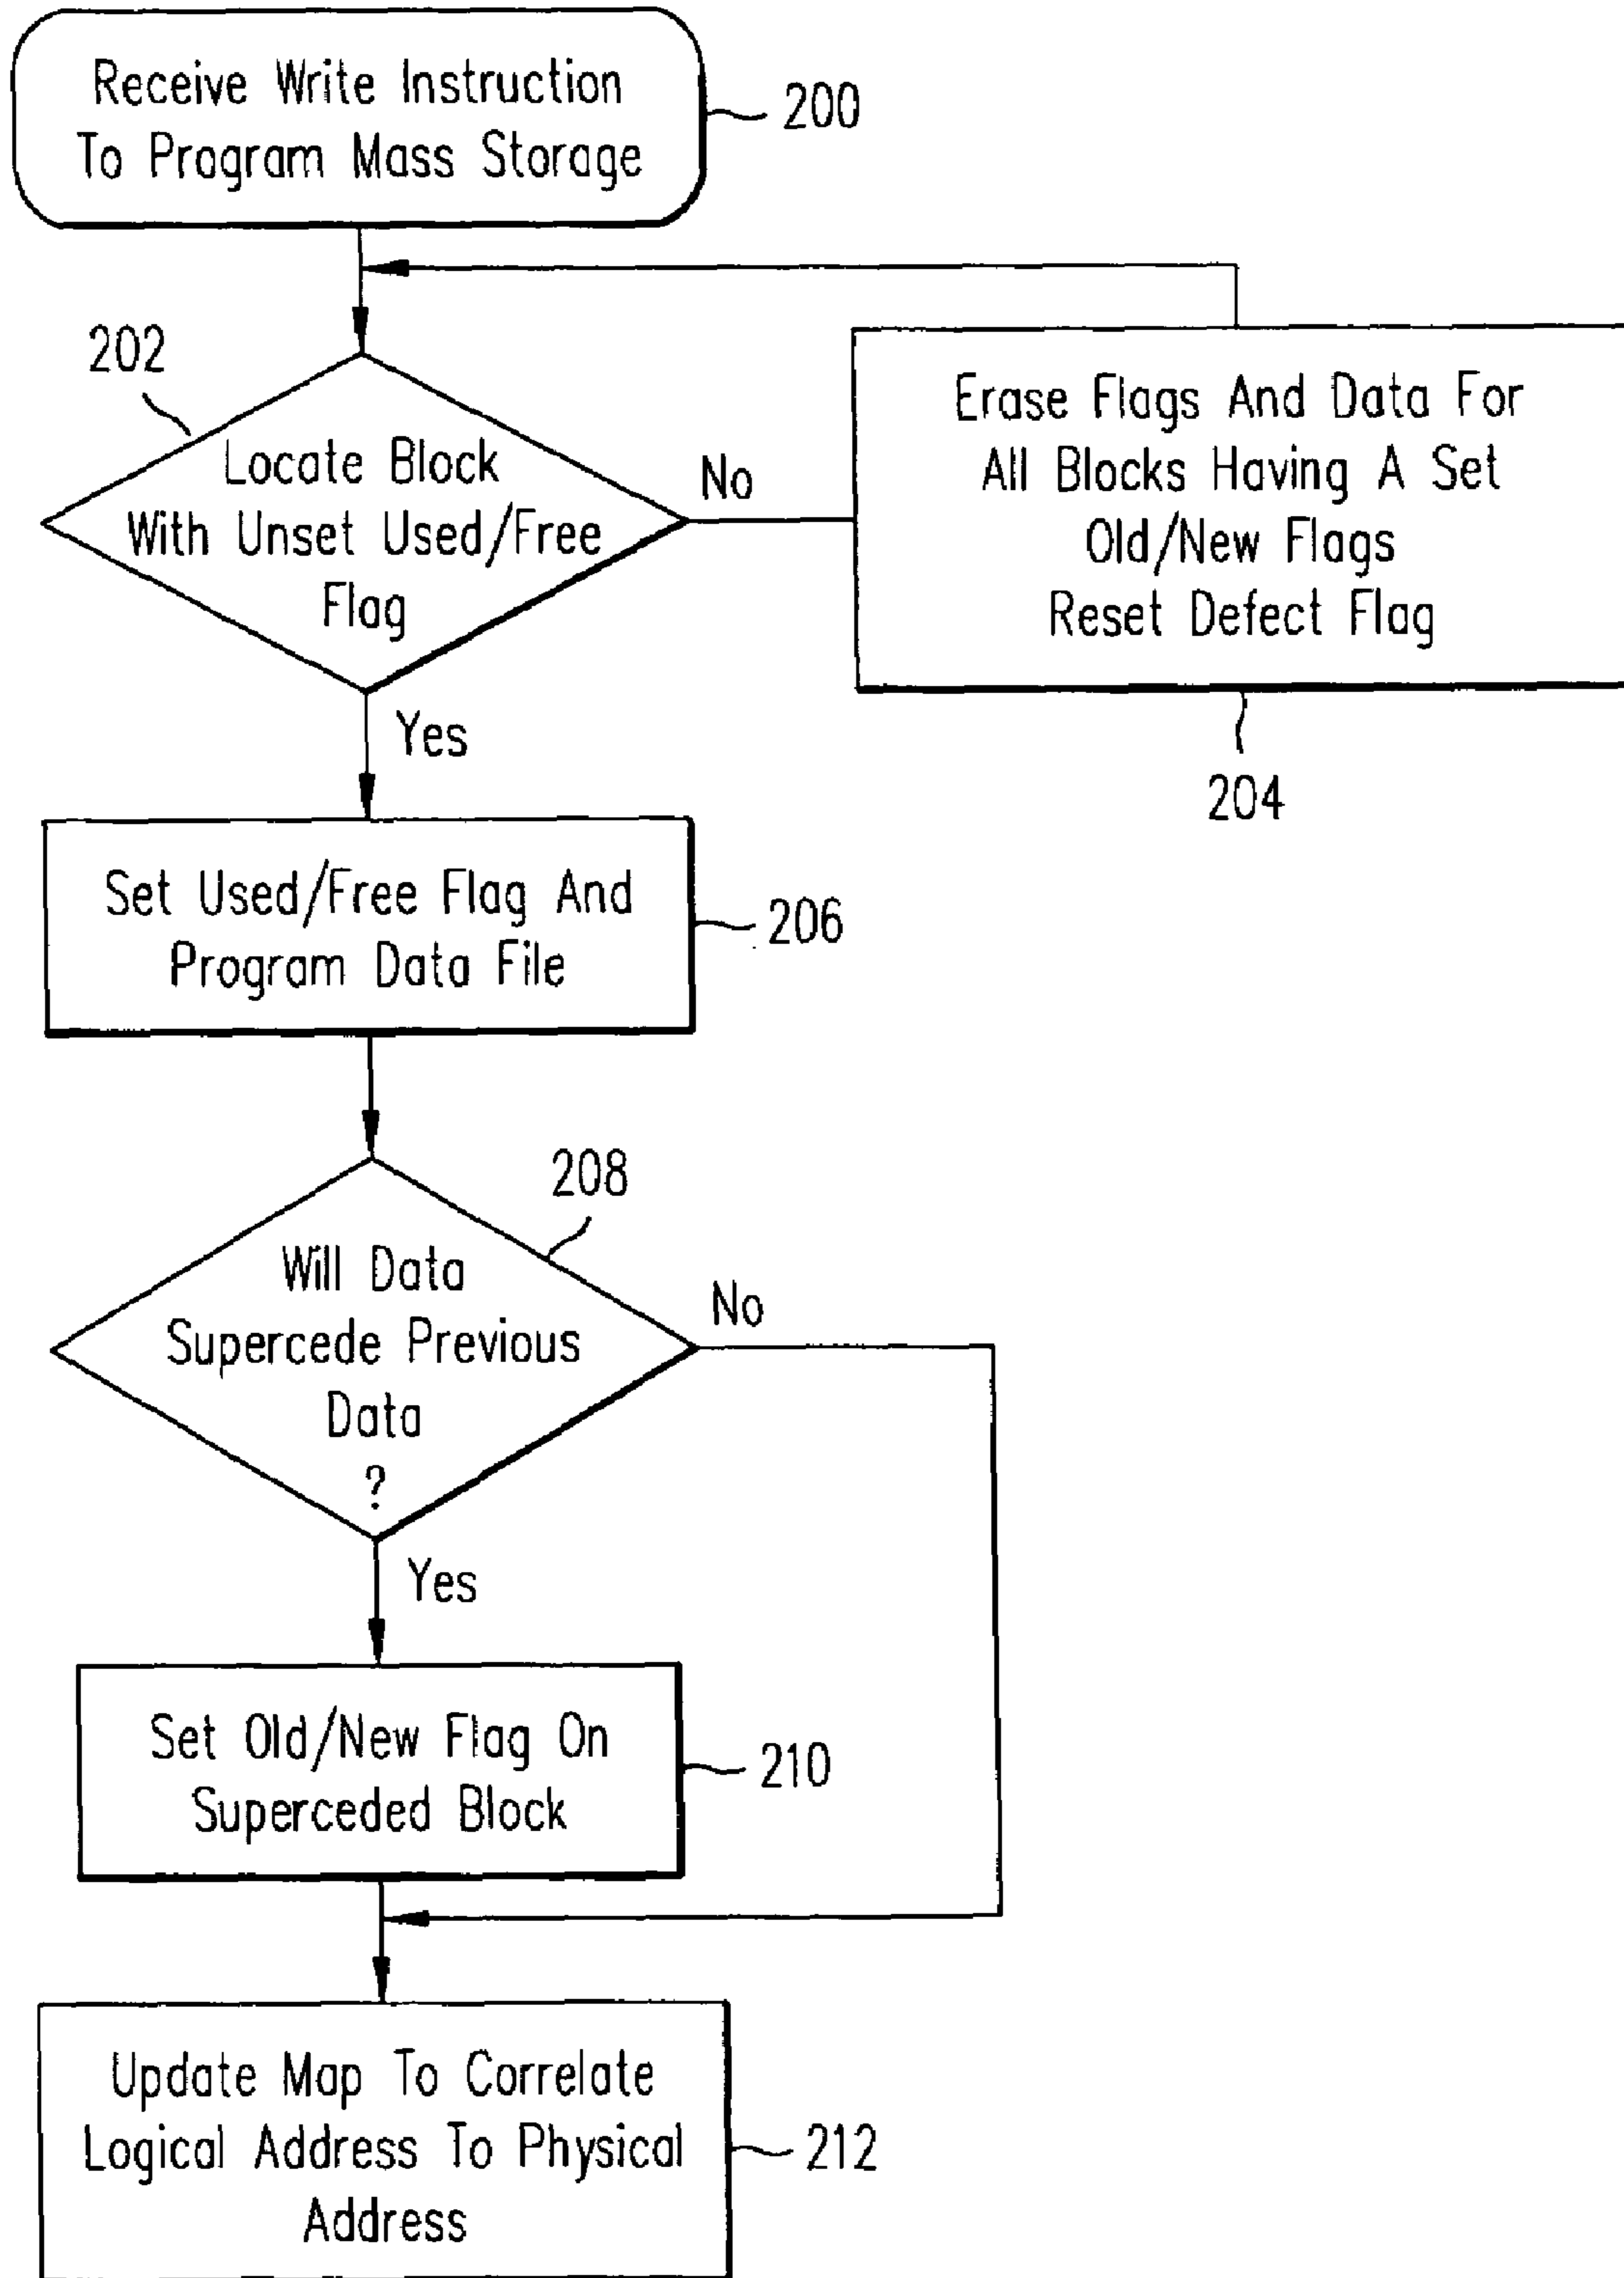 Receive Write Instruction
To Program Mass Storage
200
202
Locate Block
With Unset Used/Free
Flag
No
Erase Flags And Data For
All Blocks Having A Set
Old/New Flags
Reset Defect Flag
204
Yes
Set Used/Free Flag And
Program Data File
206
208
Will Data
Supercede Previous
Data
?
No
Yes
Set Old/New Flag On
Superceded Block
210
Update Map To Correlate
Logical Address To Physical
Address
212